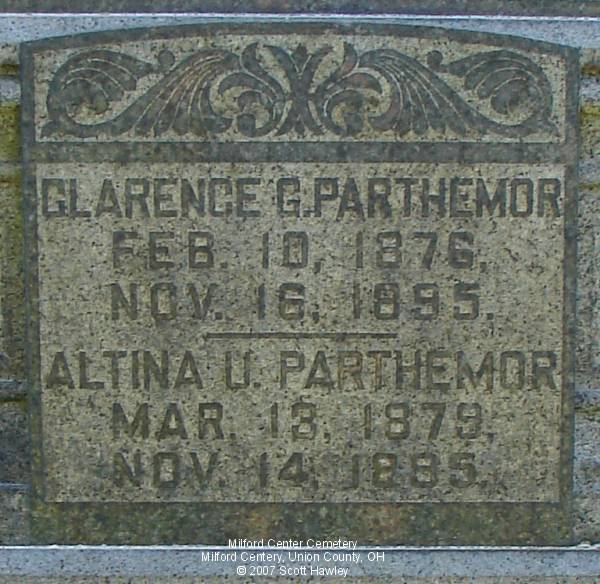 CLARENCE G. PARTHEMOR
FEB. 10, 1876.
NOV. 16, 1895.
ALTINA U. PARTHEMOR
MAR. 13, 1879,
NOV. 14, 1895.
Milford Center Cemetery
Milford Centery, Union County, OH
© 2007 Scott Hawley